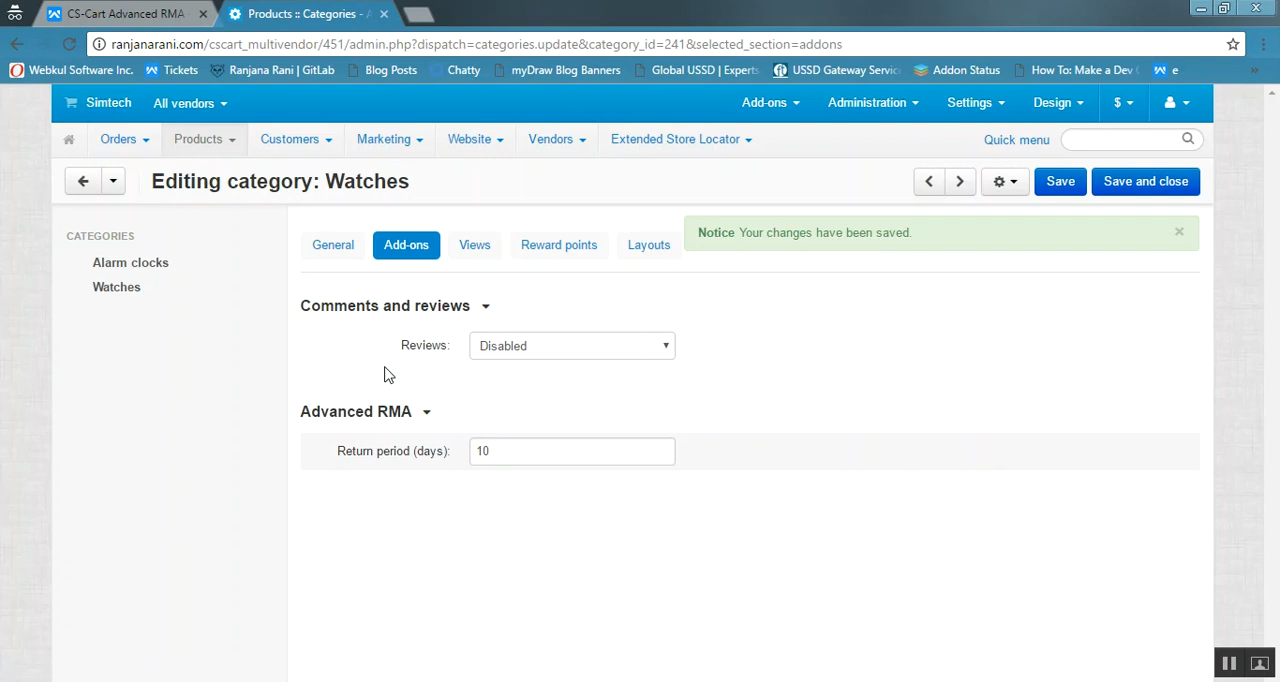 CS-Cart Advanced RMA
Products :: Categories - A
ranjanarani.com/cscart_multivendor/451/admin.php?dispatch=categories.update&category_id=241&selected_section=addons
Webkul Software Inc. Tickets Ranjana Rani | GitLab Blog Posts Chatty myDraw Blog Banners Global USSD | Experts USSD Gateway Servic Addon Status How To: Make a Dev e
Simtech All vendors Add-ons Administration Settings Design $
Orders Products Customers Marketing Website Vendors Extended Store Locator Quick menu
Editing category: Watches Save Save and close
CATEGORIES
Alarm clocks
Watches
General Add-ons Views Reward points Layouts
Notice Your changes have been saved. ×
Comments and reviews
Reviews: Disabled
Advanced RMA
Return period (days): 10